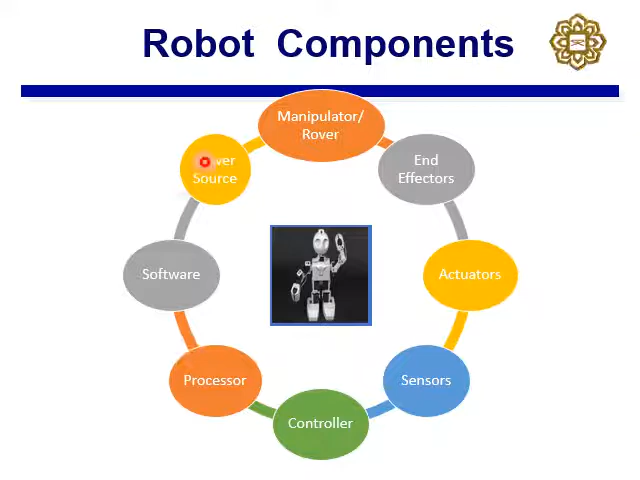 Robot Components
Manipulator/
Rover
End
Effectors
Actuators
Sensors
Controller
Processor
Software
Source